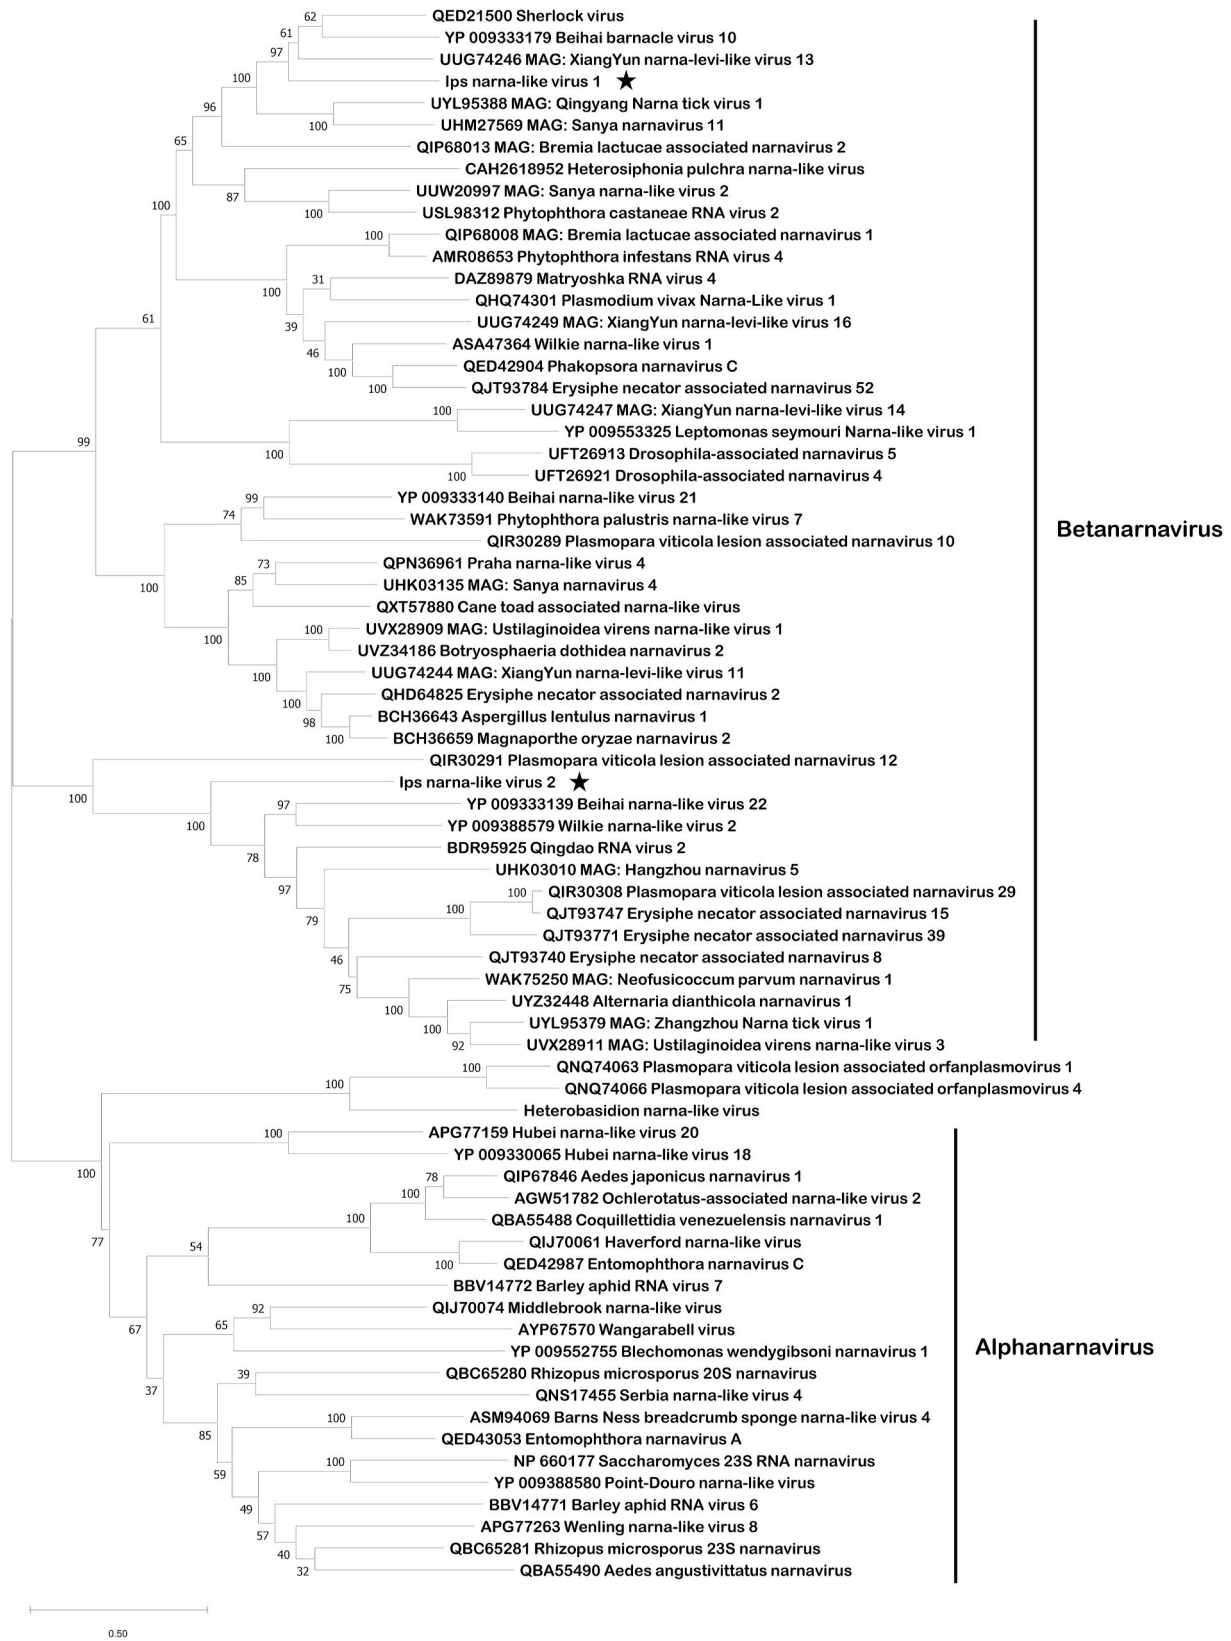 62
QED21500 Sherlock virus
61
YP 009333179 Beihai barnacle virus 10
97
UUG74246 MAG: XiangYun narna-levi-like virus 13
100
Ips narna-like virus 1 ★
96
UYL95388 MAG: Qingyang Narna tick virus 1
100
UHM27569 MAG: Sanya narnavirus 11
65
QIP68013 MAG: Bremia lactucae associated narnavirus 2
CAH2618952 Heterosiphonia pulchra narna-like virus
87
UUW20997 MAG: Sanya narna-like virus 2
100
100
USL98312 Phytophthora castaneae RNA virus 2
100
QIP68008 MAG: Bremia lactucae associated narnavirus 1
AMR08653 Phytophthora infestans RNA virus 4
31
DAZ89879 Matryoshka RNA virus 4
100
QHQ74301 Plasmodium vivax Narna-Like virus 1
61
39
UUG74249 MAG: XiangYun narna-levi-like virus 16
46
ASA47364 Wilkie narna-like virus 1
100
QED42904 Phakopsora narnavirus C
100
QJT93784 Erysiphe necator associated narnavirus 52
100
UUG74247 MAG: XiangYun narna-levi-like virus 14
YP 009553325 Leptomonas seymouri Narna-like virus 1
99
100
UFT26913 Drosophila-associated narnavirus 5
100
UFT26921 Drosophila-associated narnavirus 4
99
YP 009333140 Beihai narna-like virus 21
74
WAK73591 Phytophthora palustris narna-like virus 7
Betanarnavirus
QIR30289 Plasmopara viticola lesion associated narnavirus 10
73
QPN36961 Praha narna-like virus 4
100
85
UHK03135 MAG: Sanya narnavirus 4
QXT57880 Cane toad associated narna-like virus
100
100
UVX28909 MAG: Ustilaginoidea virens narna-like virus 1
UVZ34186 Botryosphaeria dothidea narnavirus 2
100
UUG74244 MAG: XiangYun narna-levi-like virus 11
100
QHD64825 Erysiphe necator associated narnavirus 2
98
BCH36643 Aspergillus lentulus narnavirus 1
100
BCH36659 Magnaporthe oryzae narnavirus 2
QIR30291 Plasmopara viticola lesion associated narnavirus 12
100
Ips narna-like virus 2 ★
97
YP 009333139 Beihai narna-like virus 22
100
YP 009388579 Wilkie narna-like virus 2
78
BDR95925 Qingdao RNA virus 2
97
UHK03010 MAG: Hangzhou narnavirus 5
100
QIR30308 Plasmopara viticola lesion associated narnavirus 29
79
100
QJT93747 Erysiphe necator associated narnavirus 15
QJT93771 Erysiphe necator associated narnavirus 39
46
QJT93740 Erysiphe necator associated narnavirus 8
75
WAK75250 MAG: Neofusicoccum parvum narnavirus 1
100
UYZ32448 Alternaria dianthicola narnavirus 1
100
UYL95379 MAG: Zhangzhou Narna tick virus 1
92
UVX28911 MAG: Ustilaginoidea virens narna-like virus 3
100
QNQ74063 Plasmopara viticola lesion associated orfanplasmovirus 1
100
QNQ74066 Plasmopara viticola lesion associated orfanplasmovirus 4
Heterobasidion narna-like virus
100
APG77159 Hubei narna-like virus 20
YP 009330065 Hubei narna-like virus 18
100
78
QIP67846 Aedes japonicus narnavirus 1
100
AGW51782 Ochlerotatus-associated narna-like virus 2
100
QBA55488 Coquillettidia venezuelensis narnavirus 1
77
54
QIJ70061 Haverford narna-like virus
100
QED42987 Entomophthora narnavirus C
BBV14772 Barley aphid RNA virus 7
92
QIJ70074 Middlebrook narna-like virus
67
65
AYP67570 Wangarabell virus
Alphanarnavirus
YP 009552755 Blechomonas wendygibsoni narnavirus 1
39
QBC65280 Rhizopus microsporus 20S narnavirus
37
QNS17455 Serbia narna-like virus 4
100
ASM94069 Barns Ness breadcrumb sponge narna-like virus 4
85
QED43053 Entomophthora narnavirus A
100
NP 660177 Saccharomyces 23S RNA narnavirus
59
YP 009388580 Point-Douro narna-like virus
49
BBV14771 Barley aphid RNA virus 6
57
APG77263 Wenling narna-like virus 8
40
QBC65281 Rhizopus microsporus 23S narnavirus
32
QBA55490 Aedes angustivittatus narnavirus
0.50